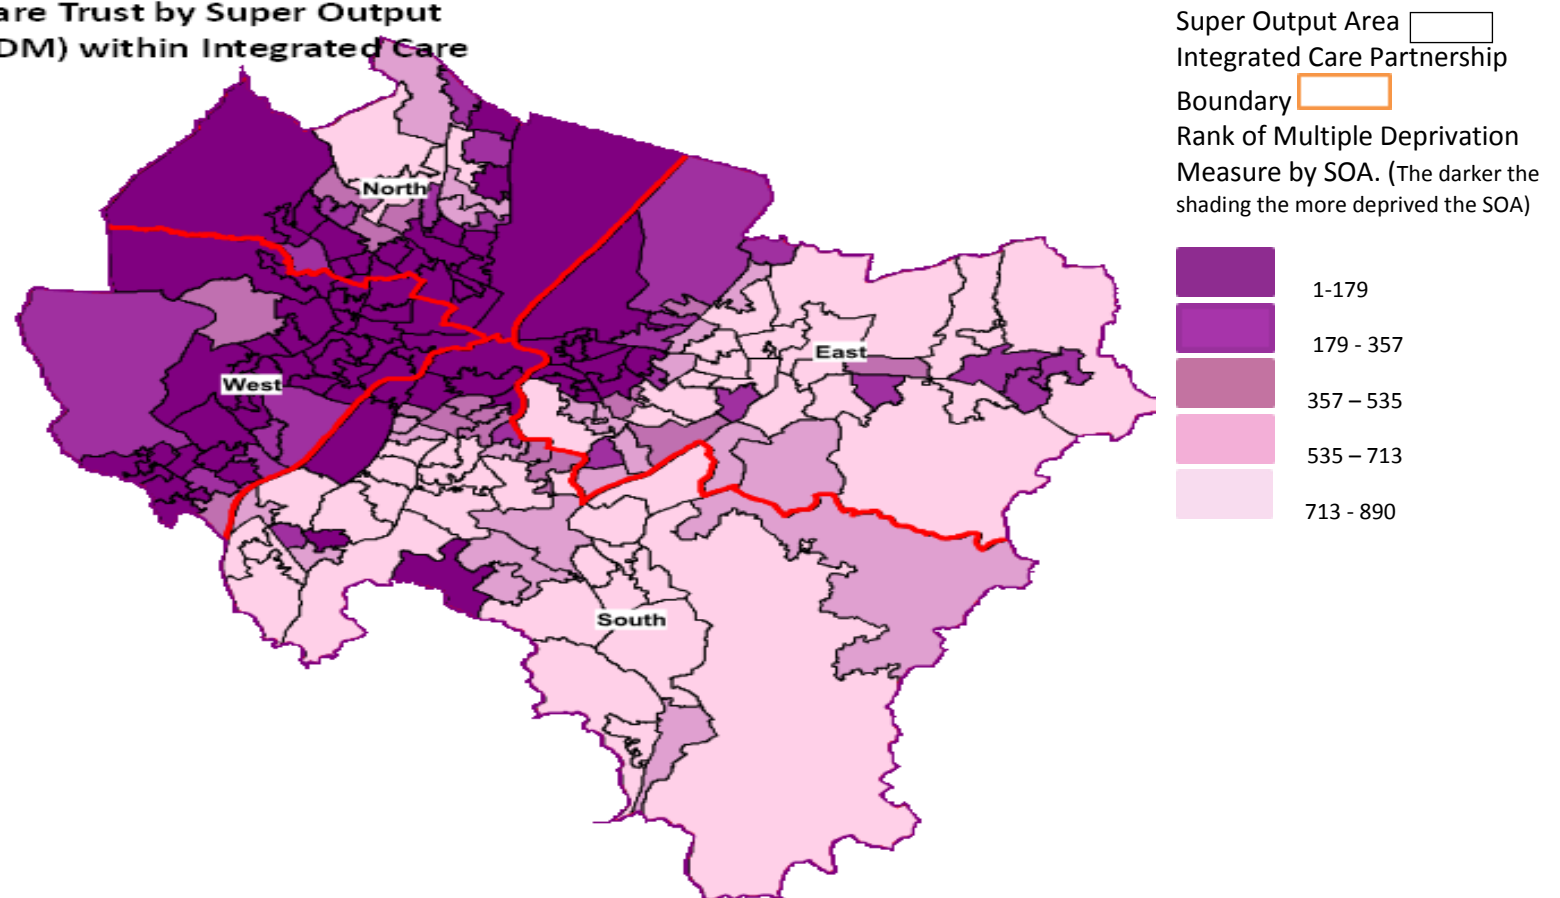 are Trust by Super Output
DM) within Integrated Care
Super Output Area
Integrated Care Partnership
Boundary
Rank of Multiple Deprivation
Measure by SOA. (The darker the
shading the more deprived the SOA)
1-179
179 - 357
357 – 535
535 – 713
713 - 890
North
East
West
South